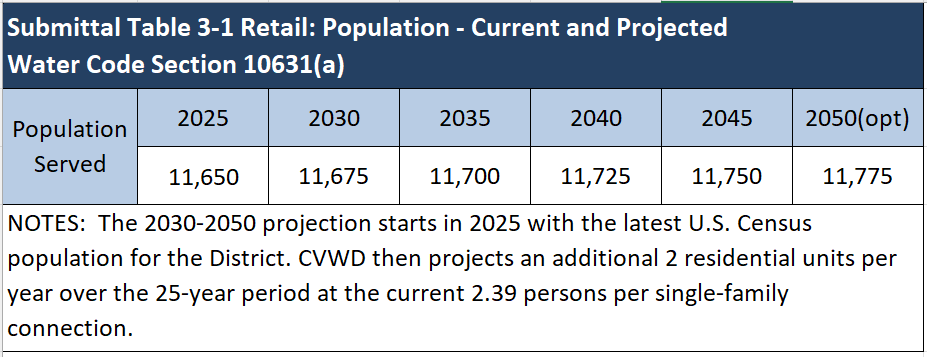 Submittal Table 3-1 Retail: Population - Current and Projected
Water Code Section 10631(a)
Population Served 2025 2030 2035 2040 2045 2050(opt)
11,650 11,675 11,700 11,725 11,750 11,775
NOTES: The 2030-2050 projection starts in 2025 with the latest U.S. Census
population for the District. CVWD then projects an additional 2 residential units per
year over the 25-year period at the current 2.39 persons per single-family
connection.